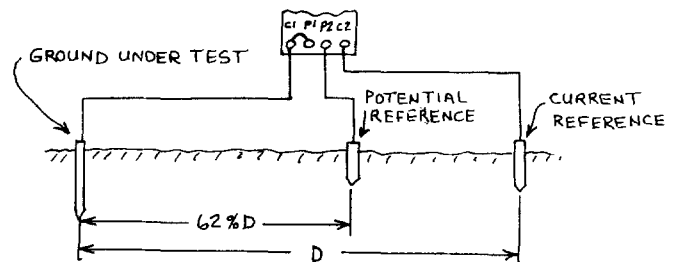 C1 P1 P2 C2
GROUND UNDER TEST
POTENTIAL
REFERENCE
CURRENT
REFERENCE
62%D
D